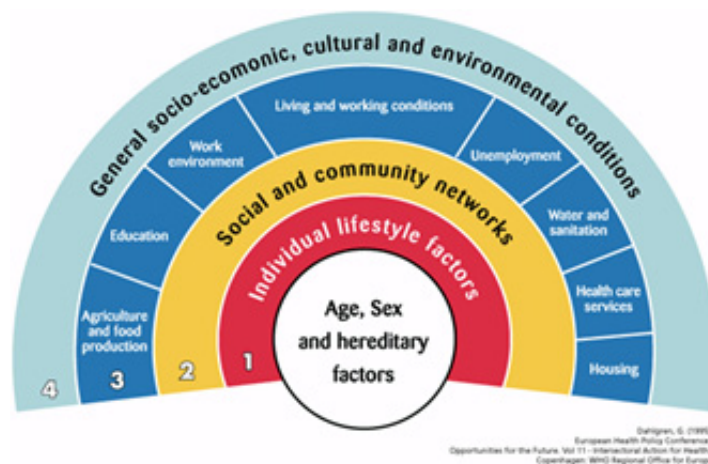 General socio-ecomonic, cultural and environmental conditions
Living and working conditions
Work
environment
Unemployment
Education
Water and
sanitation
Agriculture
and food
production
Health care
services
Housing
Social and community networks
Individual lifestyle factors
Age, Sex
and hereditary
factors
4
3
2
1
Dahlgren, G. (1995
European Health Policy Conference
Opportunities for the Future. Vol 11 - Intersectoral Action for Health
Copenhagen: WHO Regional Office for Europ